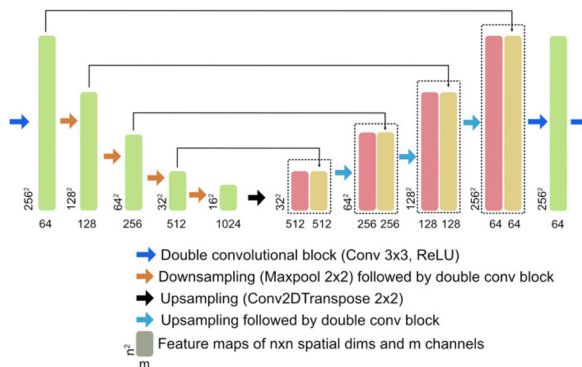 256²
128²
64²
32²
16²
32²
64²
128²
256²
256²
64 128 256 512 1024 512 512 256 256 128 128 64 64 64
Double convolutional block (Conv 3x3, ReLU)
Downsampling (Maxpool 2x2) followed by double conv block
Upsampling (Conv2DTranspose 2x2)
Upsampling followed by double conv block
n² Feature maps of nxn spatial dims and m channels
m